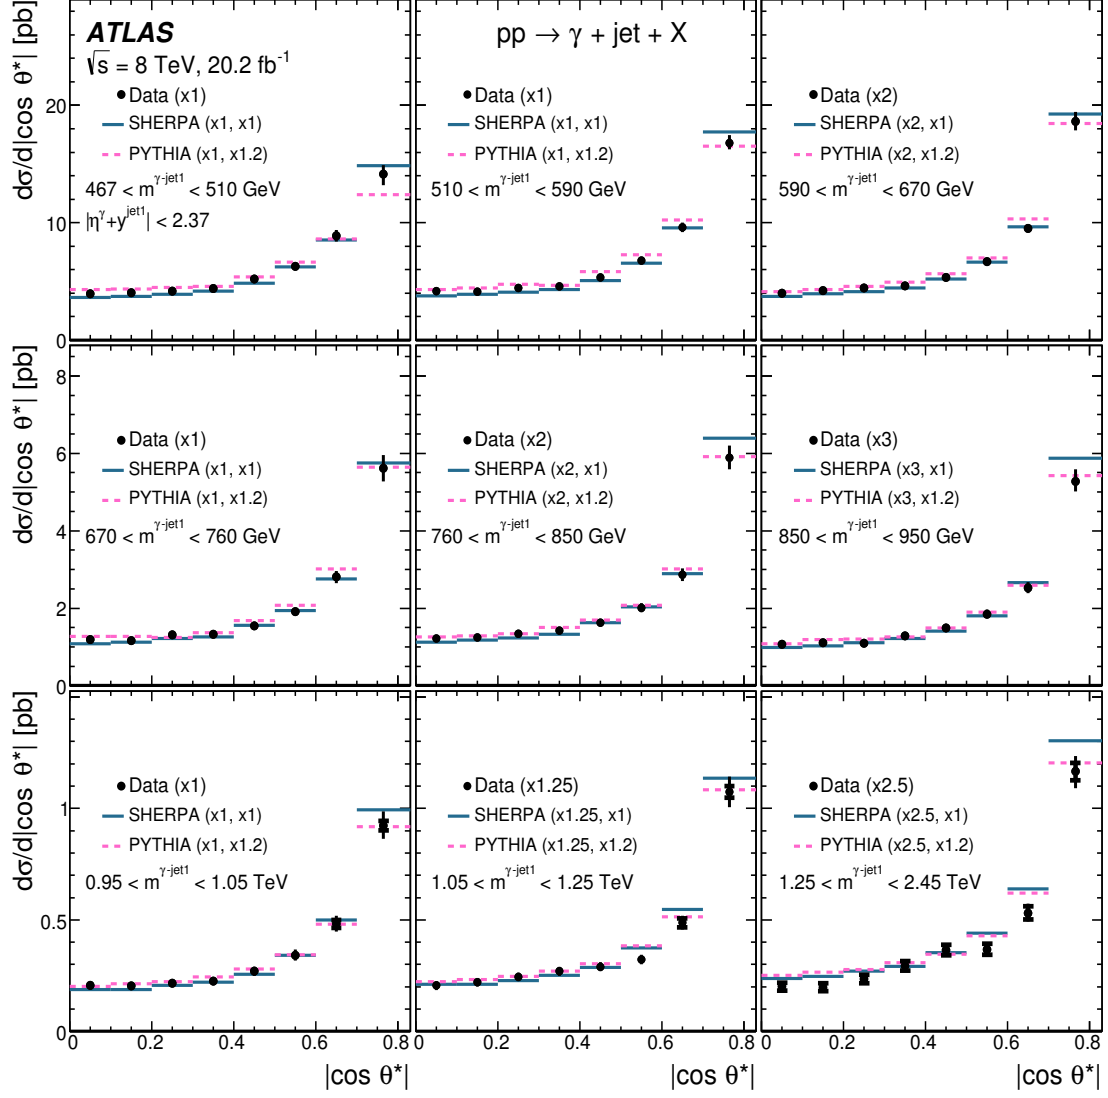 ATLAS
√s = 8 TeV, 20.2 fb⁻¹
pp → γ + jet + X
dσ/d|cos θ*| [pb]
20
10
0
Data (x1)
SHERPA (x1, x1)
PYTHIA (x1, x1.2)
467 < m^γ-jet1 < 510 GeV
|η^γ+y^jet1| < 2.37
Data (x1)
SHERPA (x1, x1)
PYTHIA (x1, x1.2)
510 < m^γ-jet1 < 590 GeV
Data (x2)
SHERPA (x2, x1)
PYTHIA (x2, x1.2)
590 < m^γ-jet1 < 670 GeV
dσ/d|cos θ*| [pb]
8
6
4
2
0
Data (x1)
SHERPA (x1, x1)
PYTHIA (x1, x1.2)
670 < m^γ-jet1 < 760 GeV
Data (x2)
SHERPA (x2, x1)
PYTHIA (x2, x1.2)
760 < m^γ-jet1 < 850 GeV
Data (x3)
SHERPA (x3, x1)
PYTHIA (x3, x1.2)
850 < m^γ-jet1 < 950 GeV
dσ/d|cos θ*| [pb]
1
0.5
0
Data (x1)
SHERPA (x1, x1)
PYTHIA (x1, x1.2)
0.95 < m^γ-jet1 < 1.05 TeV
Data (x1.25)
SHERPA (x1.25, x1)
PYTHIA (x1.25, x1.2)
1.05 < m^γ-jet1 < 1.25 TeV
Data (x2.5)
SHERPA (x2.5, x1)
PYTHIA (x2.5, x1.2)
1.25 < m^γ-jet1 < 2.45 TeV
0 0.2 0.4 0.6 0.8
0 0.2 0.4 0.6 0.8
0 0.2 0.4 0.6 0.8
|cos θ*|
|cos θ*|
|cos θ*|